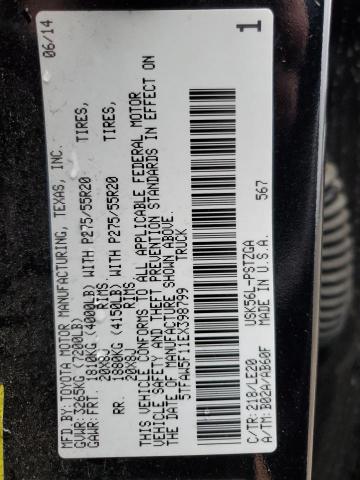 MFD.BY:TOYOTA MOTOR MANUFACTURING, TEXAS, INC. 06/14
GVWR:3265KG (7200LB)
GAWR:FRT. 1810KG (4000LB) WITH P275/55R20 TIRES,
20X8J RIMS
RR. 1880KG (4150LB) WITH P275/55R20 TIRES,
20X8J RIMS
THIS VEHICLE CONFORMS TO ALL APPLICABLE FEDERAL MOTOR
VEHICLE SAFETY AND THEFT PREVENTION STANDARDS IN EFFECT ON
THE DATE OF MANUFACTURE SHOWN ABOVE.
5TFAW5F11EX398799 TRUCK
1
C/TR:218/LE20 USK56L-PSTZGA
A/TM:B02A/AB60F U.S.A. 567